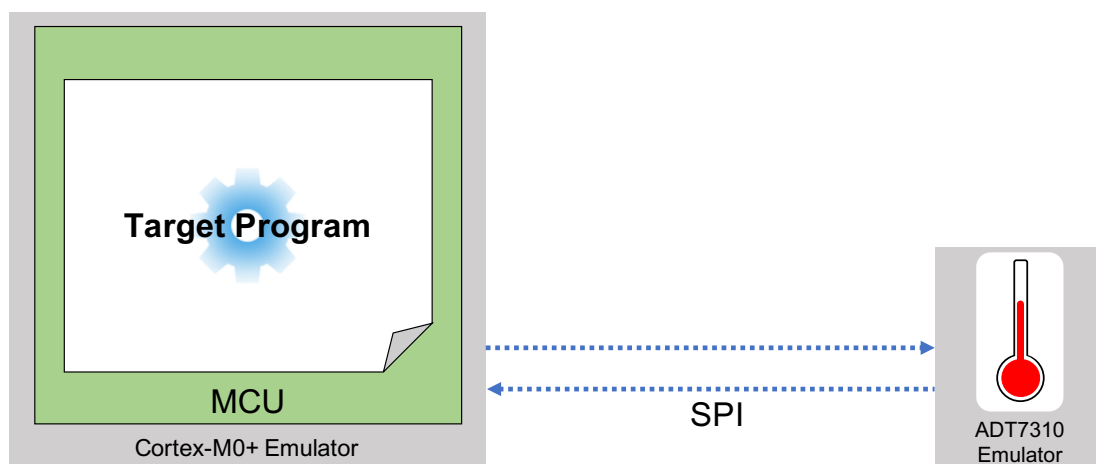 Target Program
MCU
Cortex-M0+ Emulator
SPI
ADT7310
Emulator